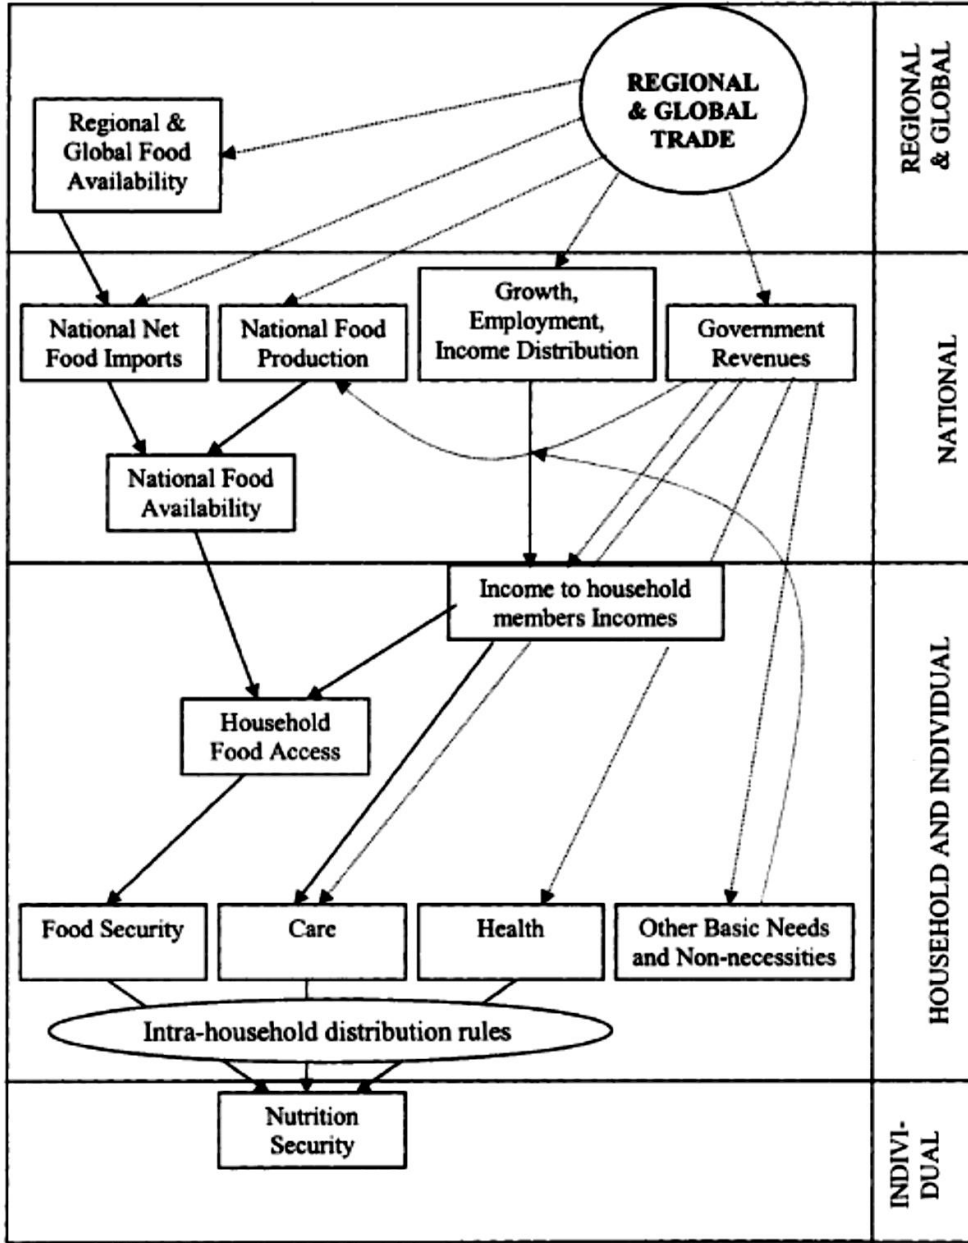 REGIONAL
& GLOBAL
TRADE
REGIONAL
& GLOBAL
Regional &
Global Food
Availability
National Net
Food Imports
National Food
Production
Growth,
Employment,
Income Distribution
Government
Revenues
NATIONAL
National Food
Availability
Income to household
members Incomes
Household
Food Access
HOUSEHOLD AND INDIVIDUAL
Food Security
Care
Health
Other Basic Needs
and Non-necessities
Intra-household distribution rules
Nutrition
Security
INDIVI-
DUAL